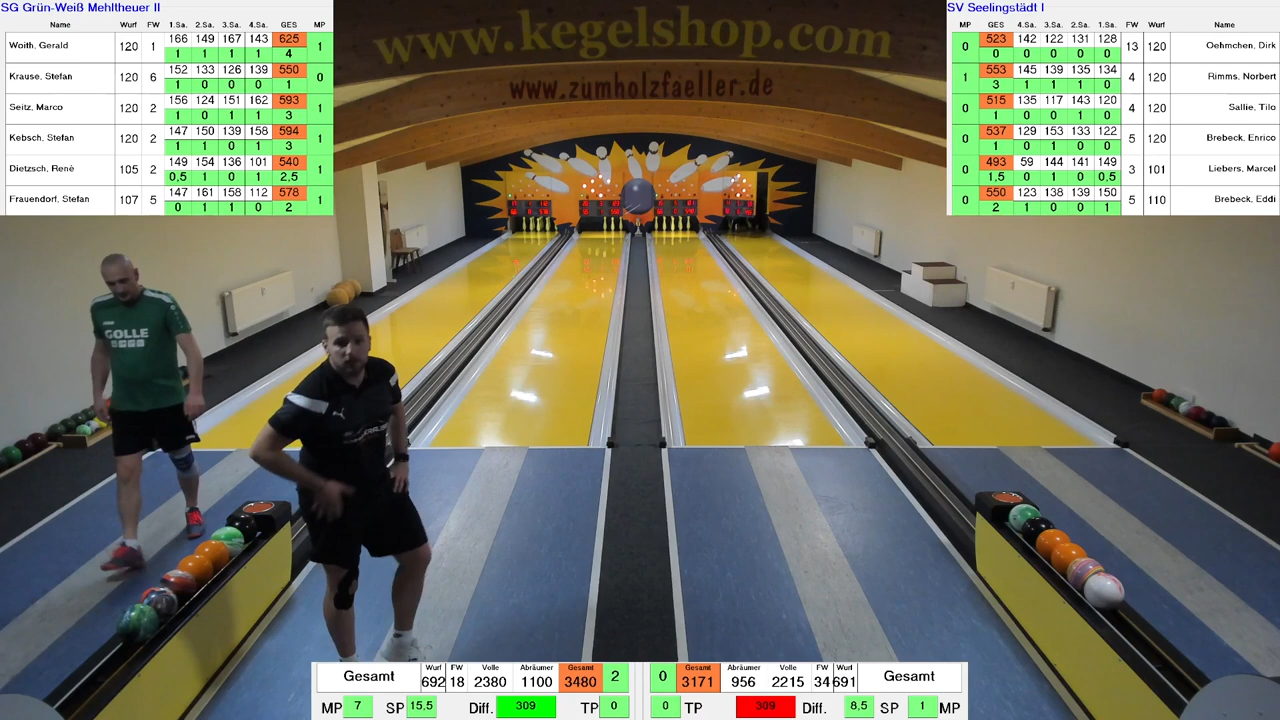 SG Grün-Weiß Mehltheuer II
Name Wurf FW 1.Sa. 2.Sa. 3.Sa. 4.Sa. GES MP
Woith, Gerald 120 1 166 149 167 143 625 1
1 1 1 1 4
Krause, Stefan 120 6 152 133 126 139 550 0
1 0 0 0 1
Seitz, Marco 120 2 156 124 151 162 593 1
1 0 1 1 3
Kebsch, Stefan 120 2 147 150 139 158 594 1
1 1 0 1 3
Dietzsch, René 105 2 149 154 136 101 540 1
0,5 1 0 1 2,5
Frauendorf, Stefan 107 5 147 161 158 112 578 1
0 1 1 0 2
www.kegelshop.com
www.zumholzfaeller.de
SV Seelingstädt I
MP GES 4.Sa. 3.Sa. 2.Sa. 1.Sa. FW Wurf Name
0 523 142 122 131 128 13 120 Oehmchen, Dirk
0 0 0 0 0
1 553 145 139 135 134 4 120 Rimms, Norbert
3 1 1 1 0
0 515 135 117 143 120 4 120 Sallie, Tilo
1 0 0 1 0
0 537 129 153 133 122 5 120 Brebeck, Enrico
1 0 1 0 0
0 493 59 144 141 149 3 101 Liebers, Marcel
1,5 0 1 0 0,5
0 550 123 138 139 150 5 110 Brebeck, Eddi
2 1 0 0 1
GOLLE
Wurf FW Volle Abräumer Gesamt
Gesamt 692 18 2380 1100 3480 2
MP 7 SP 15,5 Diff. 309 TP 0
Gesamt Abräumer Volle FW Wurf
0 3171 956 2215 34 691 Gesamt
0 TP 309 Diff. 8,5 SP 1 MP